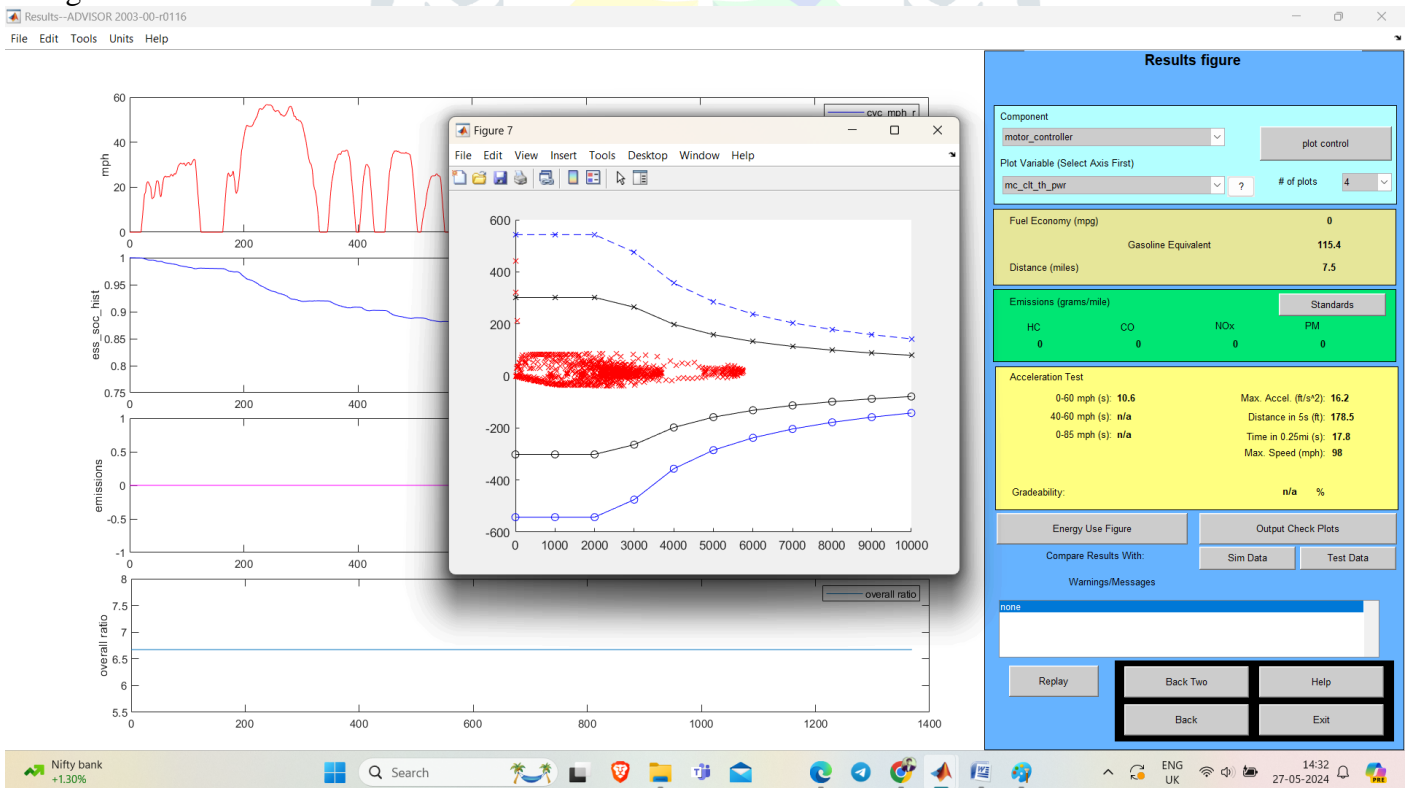 Results--ADVISOR 2003-00-r0116
File Edit Tools Units Help
60
40
20
0
mph
0 200 400
cyc_mph_r
1
0.95
0.9
0.85
0.8
0.75
ess_soc_hist
0 200 400
1
0.5
0
-0.5
-1
emissions
0 200 400 600 800 1000 1200 1400
8
7.5
7
6.5
6
5.5
overall ratio
overall ratio
0 200 400 600 800 1000 1200 1400
Figure 7
File Edit View Insert Tools Desktop Window Help
600
400
200
0
-200
-400
-600
0 1000 2000 3000 4000 5000 6000 7000 8000 9000 10000
Results figure
Component
motor_controller
plot control
Plot Variable (Select Axis First)
mc_clt_th_pwr
?
# of plots 4
Fuel Economy (mpg) 0
Gasoline Equivalent 115.4
Distance (miles) 7.5
Emissions (grams/mile) Standards
HC CO NOx PM
0 0 0 0
Acceleration Test
0-60 mph (s): 10.6 Max. Accel. (ft/s^2): 16.2
40-60 mph (s): n/a Distance in 5s (ft): 178.5
0-85 mph (s): n/a Time in 0.25mi (s): 17.8
Max. Speed (mph): 98
Gradeability: n/a %
Energy Use Figure Output Check Plots
Compare Results With: Sim Data Test Data
Warnings/Messages
none
Replay Back Two Help
Back Exit
Nifty bank
+1.30%
Search
ENG
UK
14:32
27-05-2024
PRE